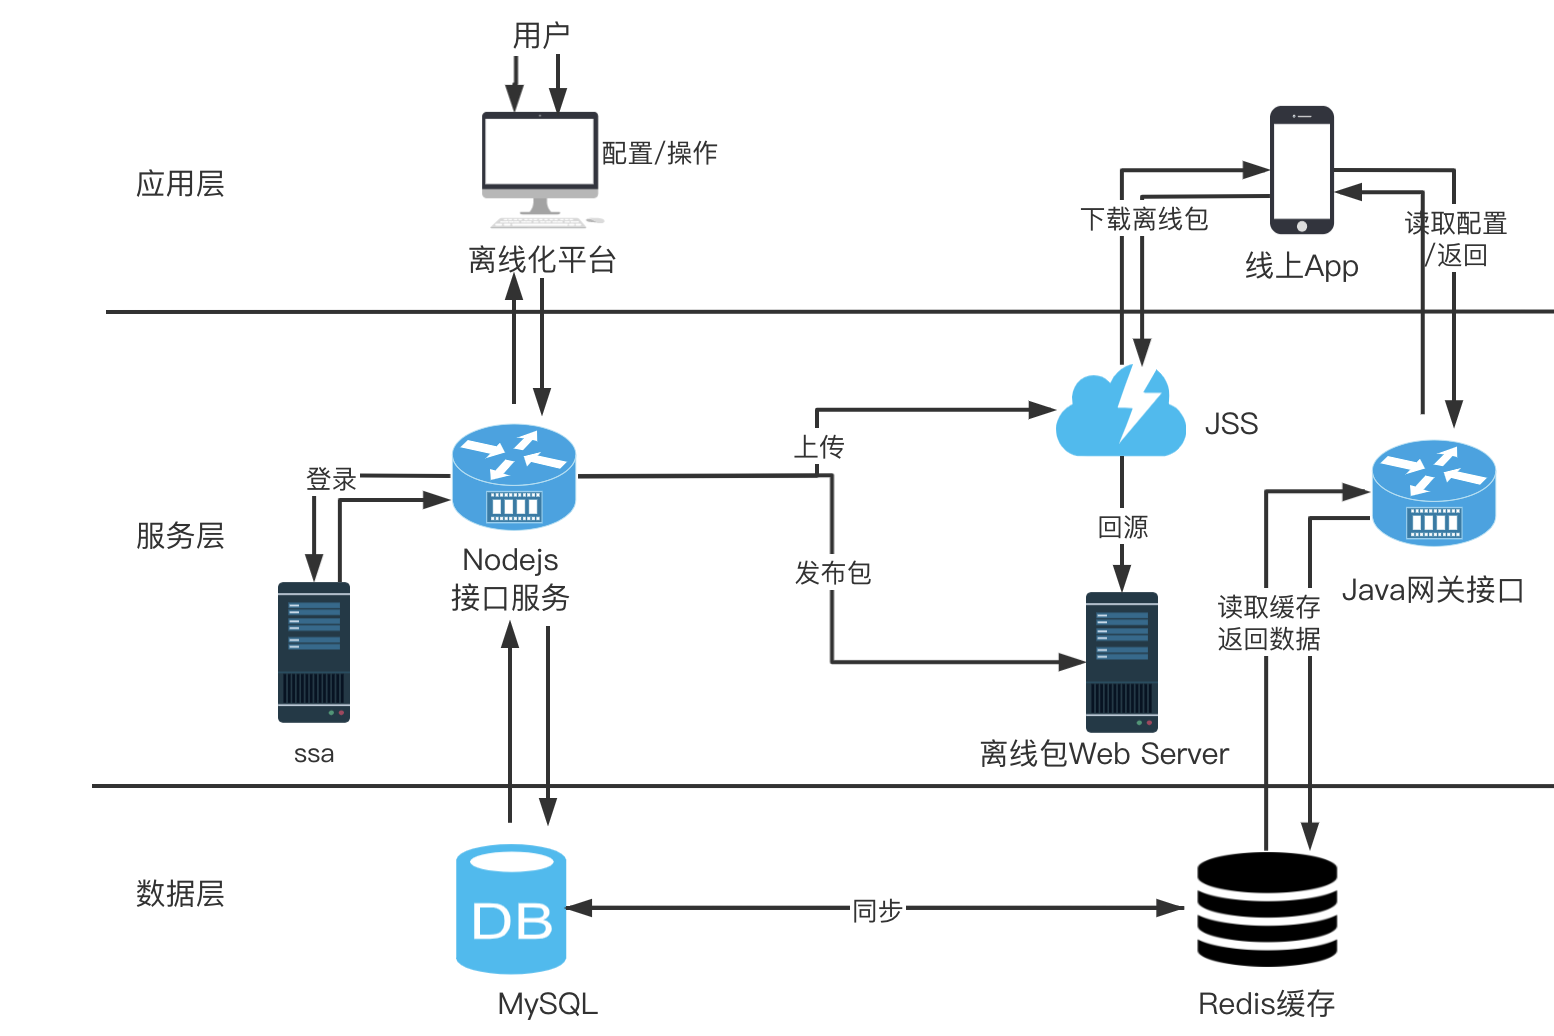 用户
配置/操作
应用层
下载离线包
读取配置
/返回
离线化平台
线上App
JSS
上传
登录
回源
服务层
Nodejs
接口服务
发布包
Java网关接口
读取缓存
返回数据
ssa
离线包Web Server
数据层
DB
同步
MySQL
Redis缓存